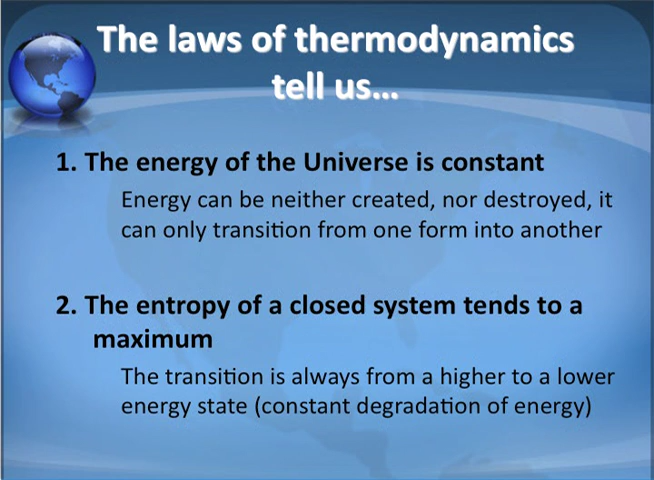 The laws of thermodynamics
tell us...
1. The energy of the Universe is constant
Energy can be neither created, nor destroyed, it
can only transition from one form into another
2. The entropy of a closed system tends to a
maximum
The transition is always from a higher to a lower
energy state (constant degradation of energy)